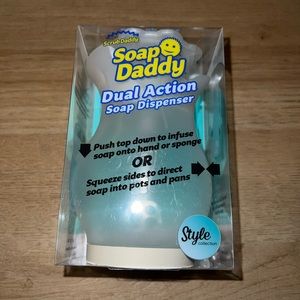 Scrub Daddy
Soap
Daddy
Dual Action
Soap Dispenser
Push top down to infuse
soap onto hand or sponge
OR
Squeeze sides to direct
soap into pots and pans
Style
collection